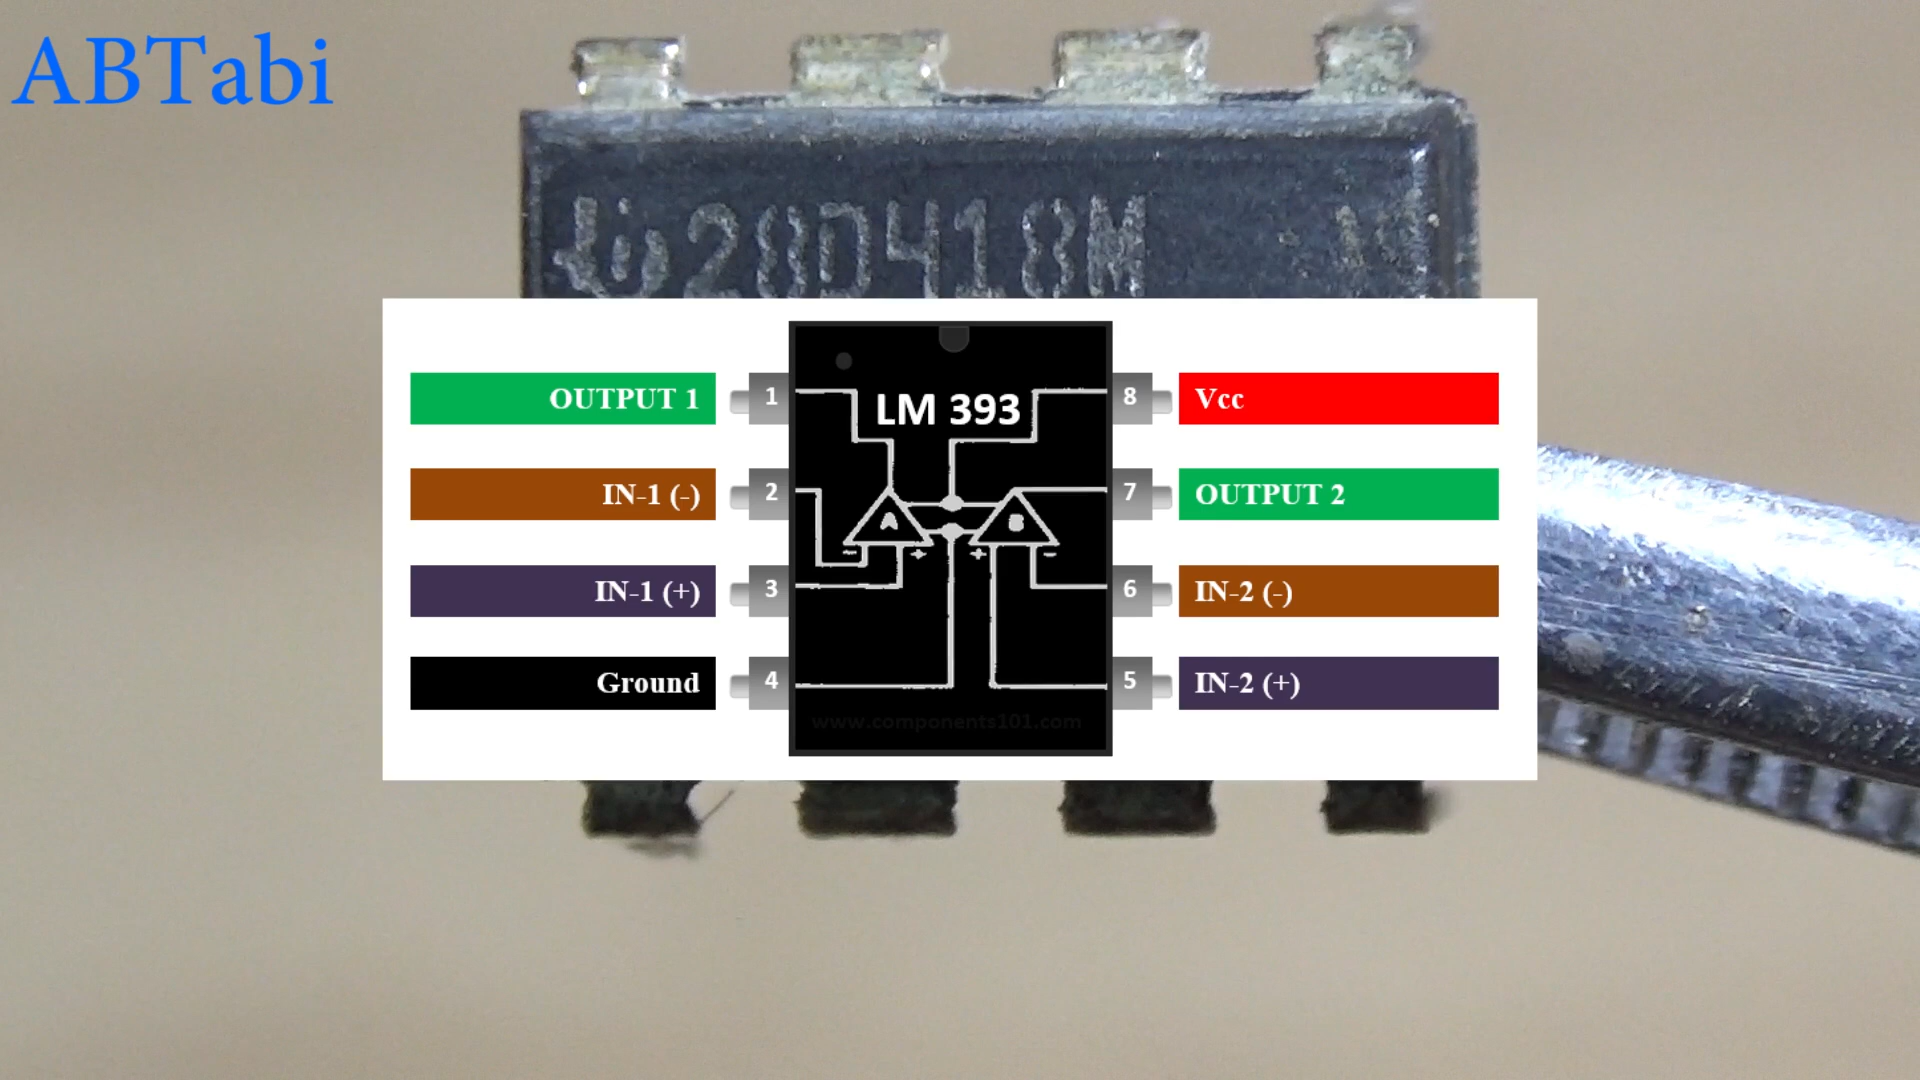 ABTabi
28D418M
LM 393
OUTPUT 1
1
8
Vcc
IN-1 (-)
2
7
OUTPUT 2
A
B
-
+
+
-
IN-1 (+)
3
6
IN-2 (-)
Ground
4
5
IN-2 (+)
www.components101.com